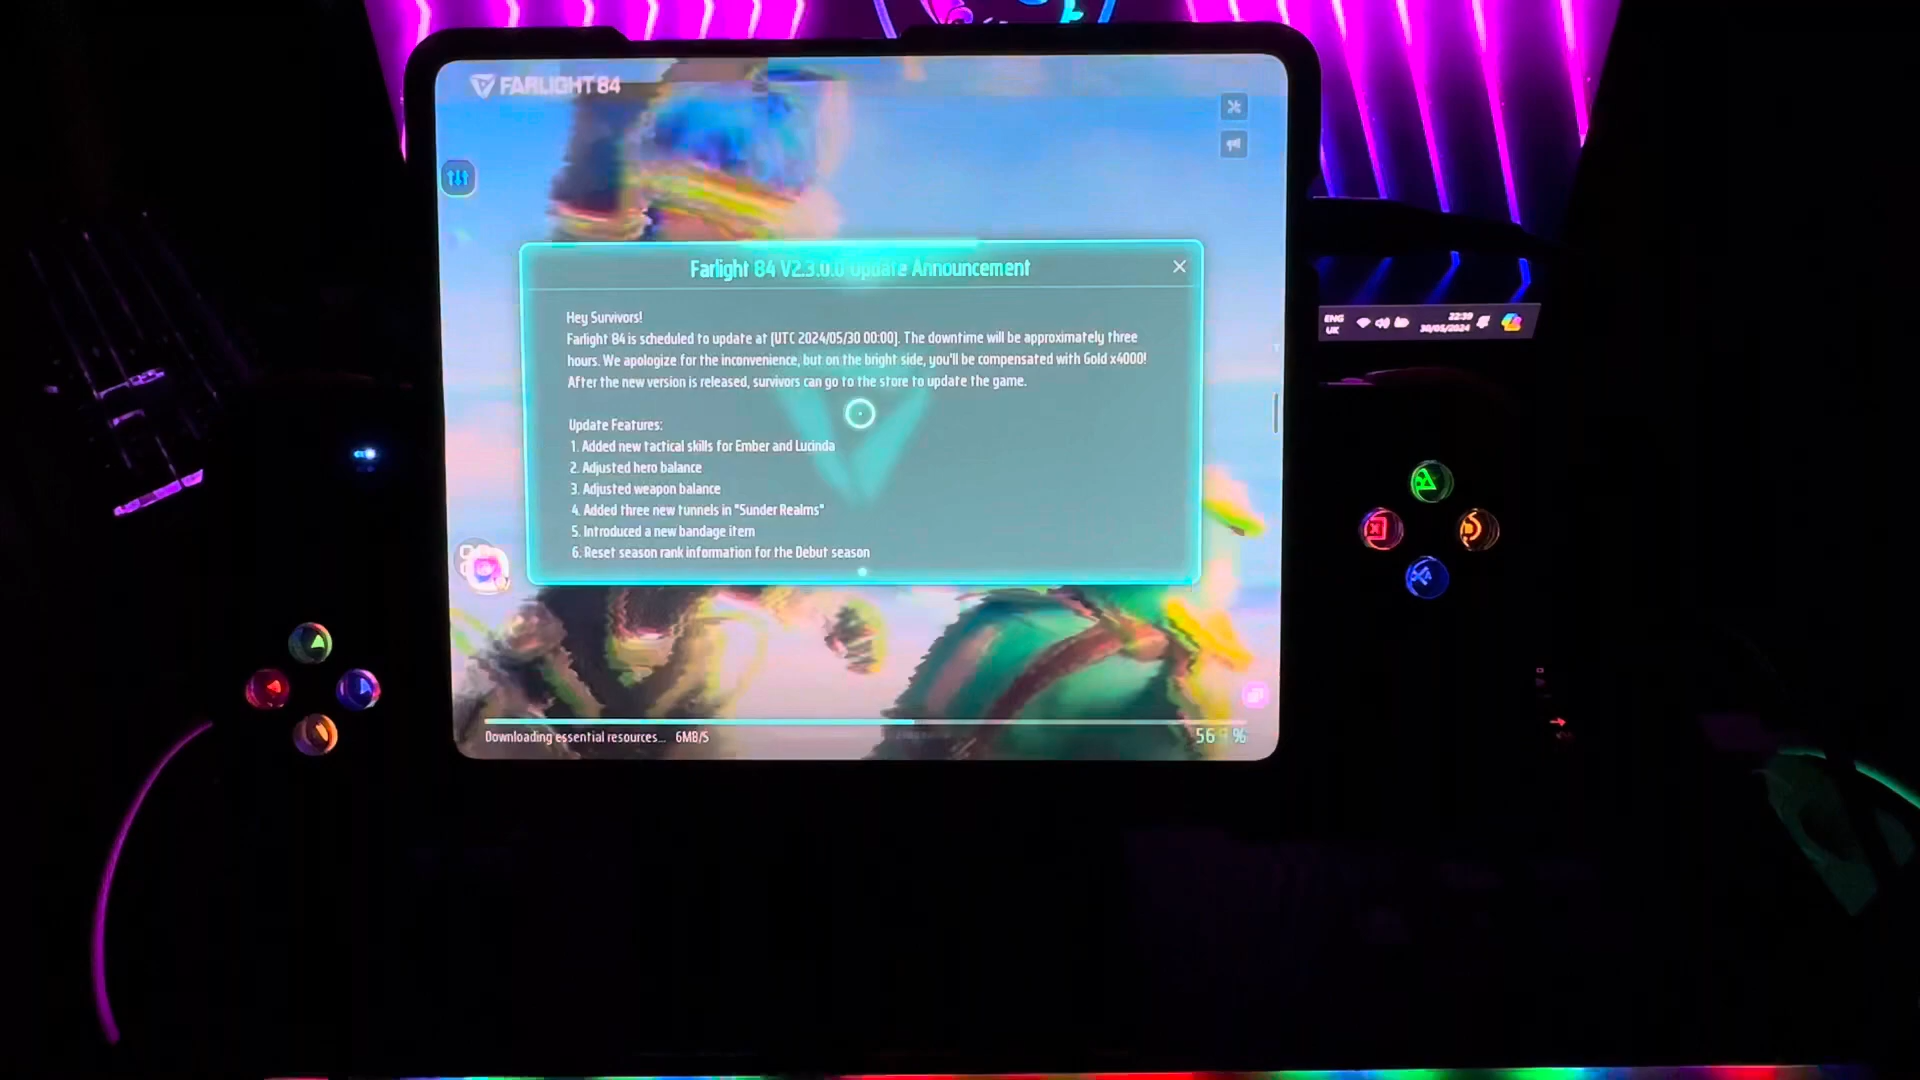 FARLIGHT 84
Farlight 84 V2.3.0.0 Update Announcement
Hey Survivors!
Farlight 84 is scheduled to update at [UTC 2024/05/30 00:00]. The downtime will be approximately three
hours. We apologize for the inconvenience, but on the bright side, you'll be compensated with Gold x4000!
After the new version is released, survivors can go to the store to update the game.
Update Features:
1. Added new tactical skills for Ember and Lucinda
2. Adjusted hero balance
3. Adjusted weapon balance
4. Added three new tunnels in "Sunder Realms"
5. Introduced a new bandage item
6. Reset season rank information for the Debut season
Downloading essential resources... 6MB/S
ENG
UK
22:39
30/05/2024